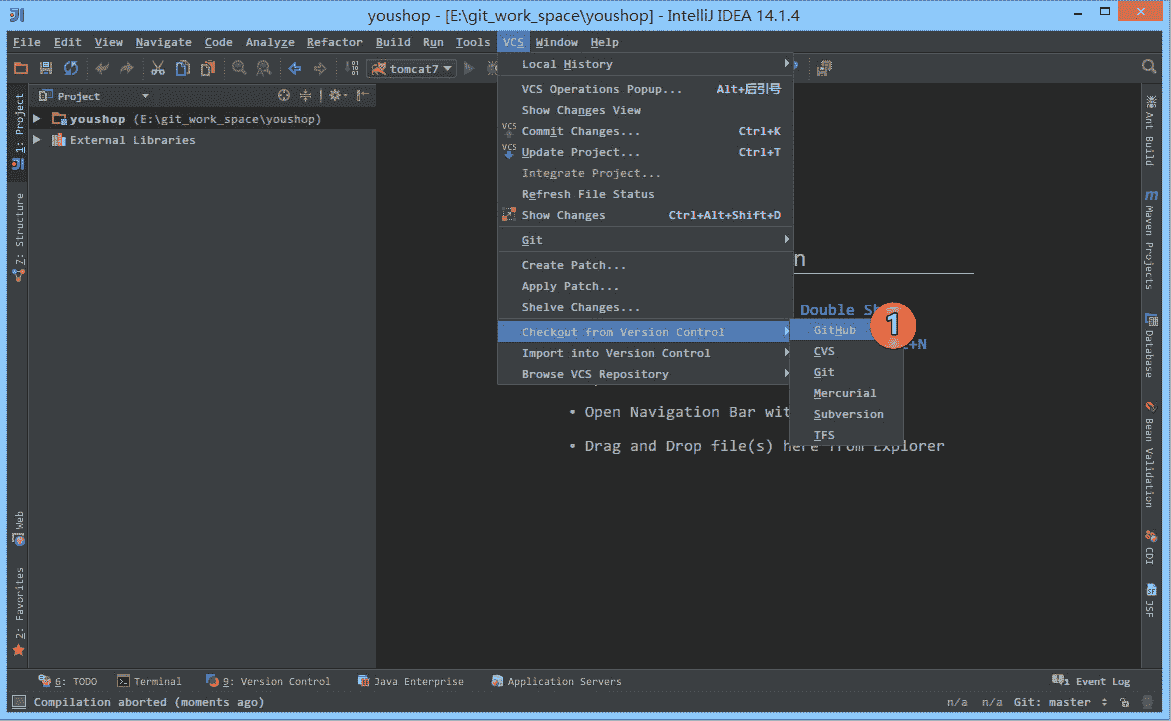 youshop - [E:\git_work_space\youshop] - IntelliJ IDEA 14.1.4
File Edit View Navigate Code Analyze Refactor Build Run Tools VCS Window Help
tomcat7
Project
youshop (E:\git_work_space\youshop)
External Libraries
1: Project
Z: Structure
Web
2: Favorites
Local History
VCS Operations Popup... Alt+后引号
Show Changes View
VCS Commit Changes... Ctrl+K
VCS Update Project... Ctrl+T
Integrate Project...
Refresh File Status
Show Changes Ctrl+Alt+Shift+D
Git
Create Patch...
Apply Patch...
Shelve Changes...
Checkout from Version Control
Import into Version Control
Browse VCS Repository
GitHub
CVS
Git
Mercurial
Subversion
TFS
1
Double
+N
• Open Navigation Bar
• Drag and Drop file(s) here from Explorer
Ant Build
Maven Projects
Database
Bean Validation
CDI
JSF
6: TODO Terminal 9: Version Control Java Enterprise Application Servers 1 Event Log
Compilation aborted (moments ago) n/a n/a Git: master